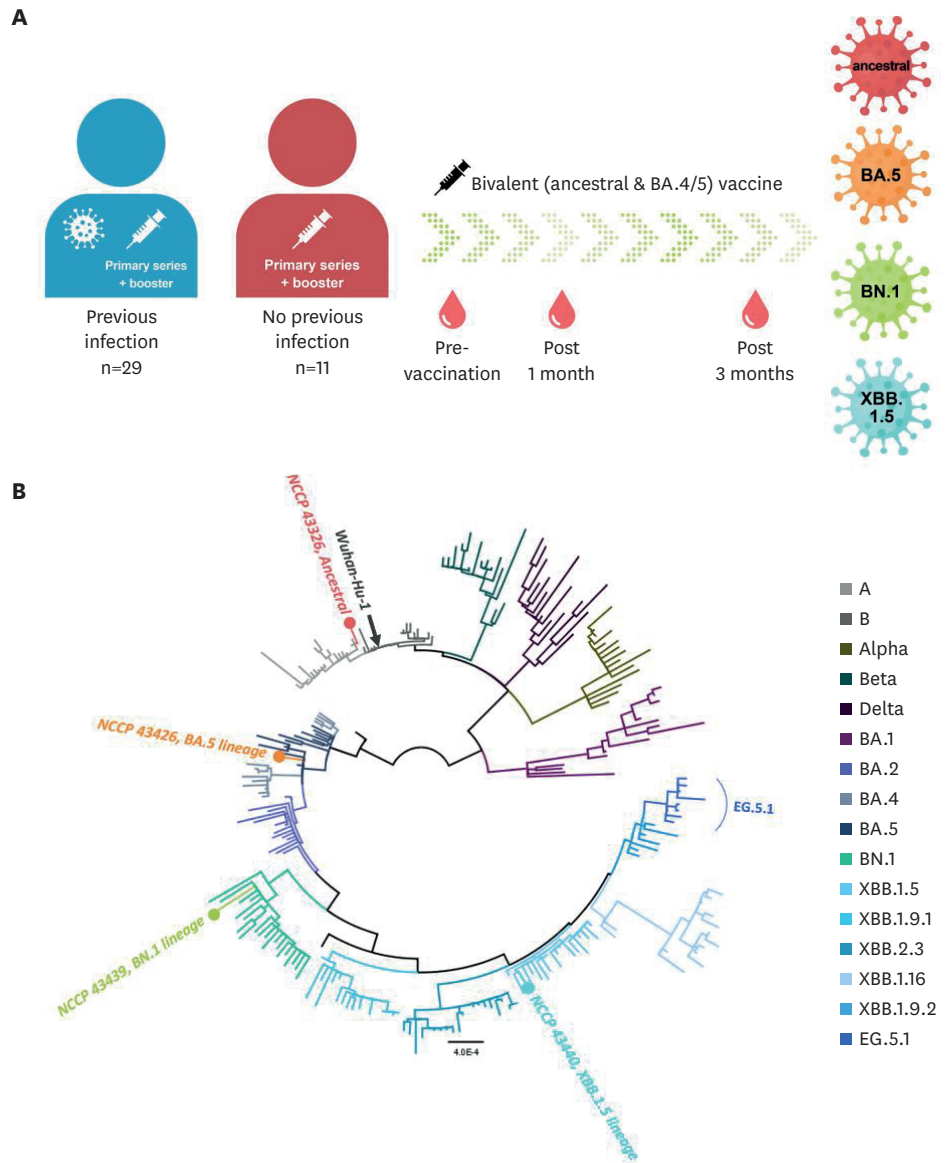 A
Primary series
+ booster
Previous
infection
n=29
Primary series
+ booster
No previous
infection
n=11
Bivalent (ancestral & BA.4/5) vaccine
Pre-
vaccination
Post
1 month
Post
3 months
ancestral
BA.5
BN.1
XBB.
1.5
B
NCCP 43326, Ancestral
Wuhan-Hu-1
NCCP 43426, BA.5 lineage
NCCP 43439, BN.1 lineage
NCCP 43440, XBB.1.5 lineage
EG.5.1
4.0E-4
A
B
Alpha
Beta
Delta
BA.1
BA.2
BA.4
BA.5
BN.1
XBB.1.5
XBB.1.9.1
XBB.2.3
XBB.1.16
XBB.1.9.2
EG.5.1